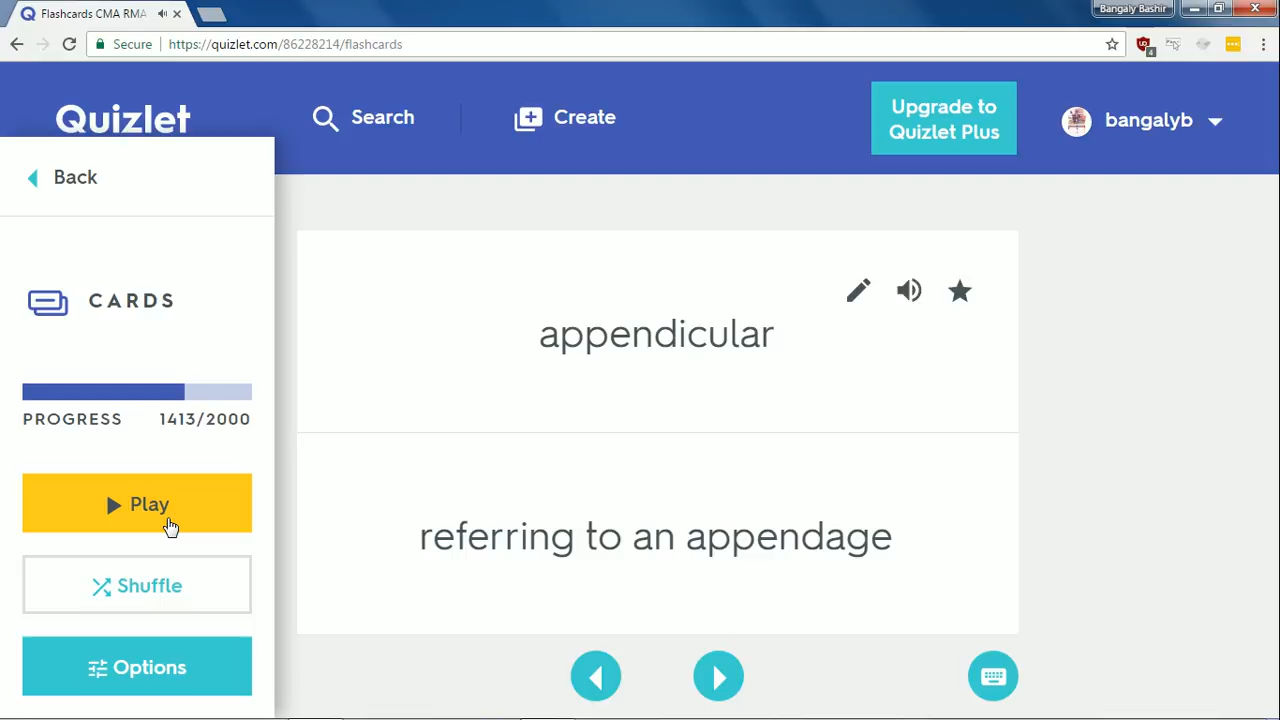 Flashcards CMA RMA
Bangaly Bashir
Secure
https://quizlet.com/86228214/flashcards
4
Quizlet
Search
Create
Upgrade to
Quizlet Plus
bangalyb
Back
CARDS
PROGRESS 1413/2000
Play
Shuffle
Options
appendicular
referring to an appendage